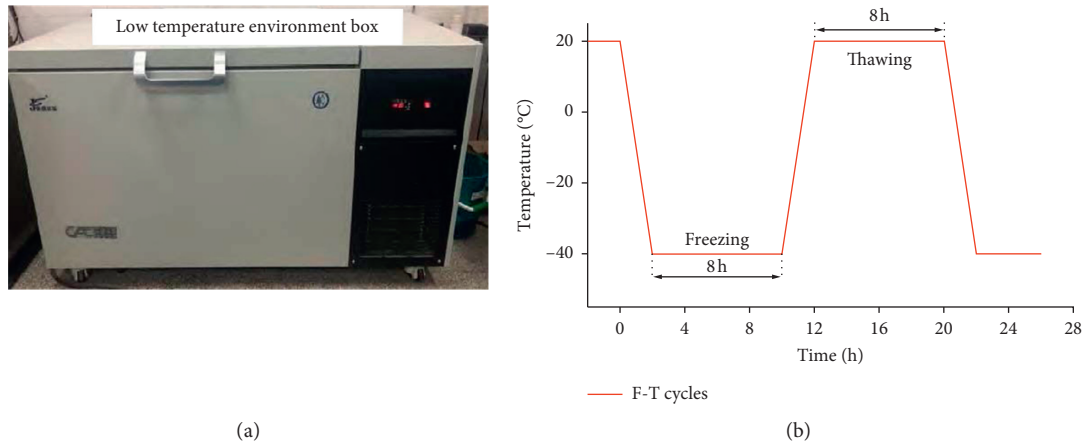 Low temperature environment box
8 h
20
Thawing
0
−20
Freezing
−40
8 h
0
4
8
12
16
20
24
28
Temperature (°C)
Time (h)
F-T cycles
(a)
(b)